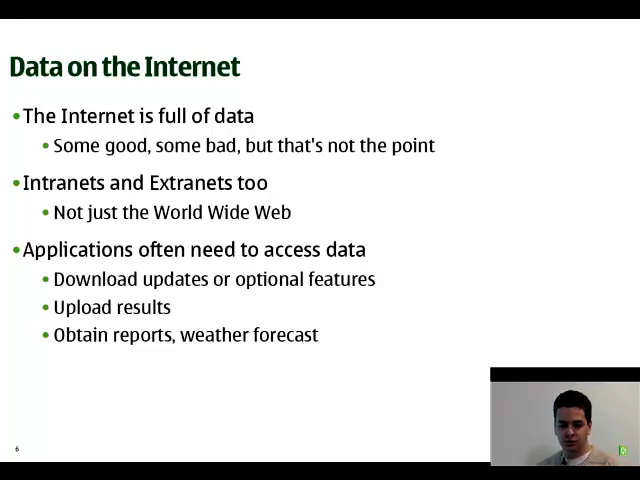 Data on the Internet
•The Internet is full of data
•Some good, some bad, but that's not the point
•Intranets and Extranets too
•Not just the World Wide Web
•Applications often need to access data
•Download updates or optional features
•Upload results
•Obtain reports, weather forecast
6